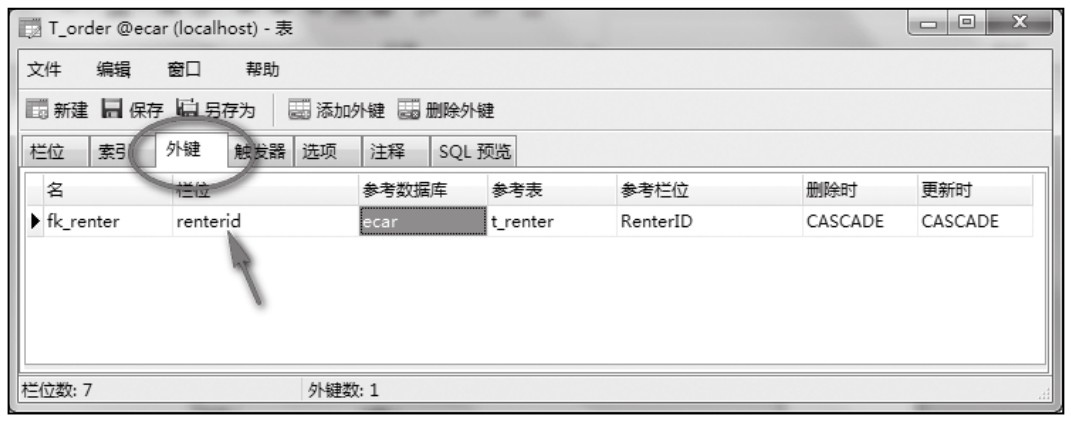 T_order @ecar (localhost) - 表
文件 编辑 窗口 帮助
新建 保存 另存为 添加外键 删除外键
栏位 索引 外键 触发器 选项 注释 SQL 预览
名 栏位 参考数据库 参考表 参考栏位 删除时 更新时
fk_renter renterid ecar t_renter RenterID CASCADE CASCADE
栏位数: 7 外键数: 1